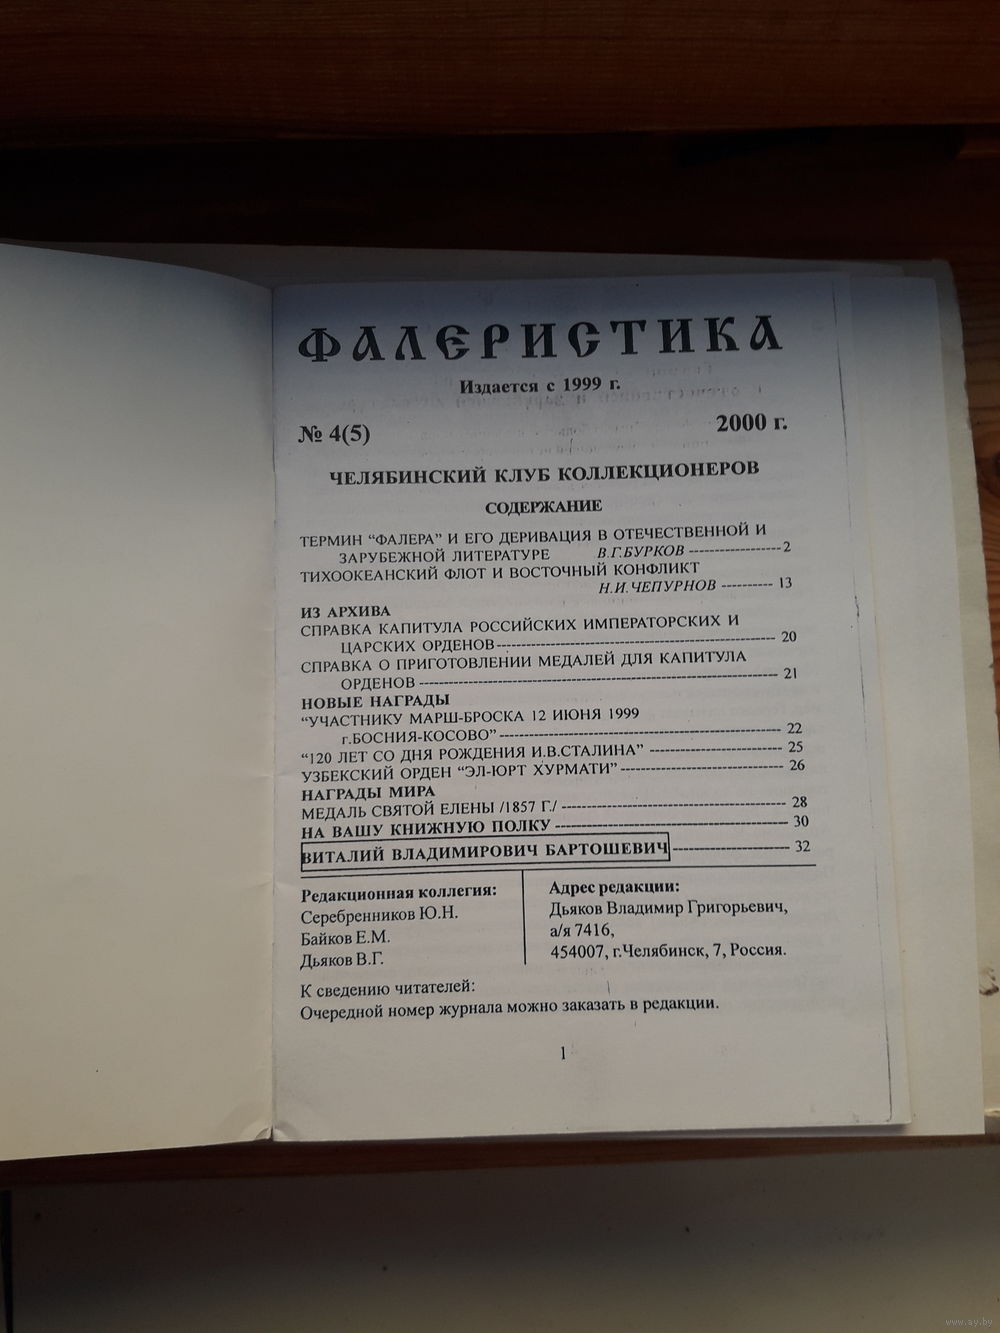 ФАЛЕРИСТИКА
Издается с 1999 г.
№ 4(5) 2000 г.
ЧЕЛЯБИНСКИЙ КЛУБ КОЛЛЕКЦИОНЕРОВ
СОДЕРЖАНИЕ
ТЕРМИН “ФАЛЕРА” И ЕГО ДЕРИВАЦИЯ В ОТЕЧЕСТВЕННОЙ И
ЗАРУБЕЖНОЙ ЛИТЕРАТУРЕ В.Г.БУРКОВ ------------------2
ТИХООКЕАНСКИЙ ФЛОТ И ВОСТОЧНЫЙ КОНФЛИКТ
Н.И.ЧЕПУРНОВ ---------- 13
ИЗ АРХИВА
СПРАВКА КАПИТУЛА РОССИЙСКИХ ИМПЕРАТОРСКИХ И
ЦАРСКИХ ОРДЕНОВ------------------------------------------------------ 20
СПРАВКА О ПРИГОТОВЛЕНИИ МЕДАЛЕЙ ДЛЯ КАПИТУЛА
ОРДЕНОВ ---------------------------------------------------------------------- 21
НОВЫЕ НАГРАДЫ
“УЧАСТНИКУ МАРШ-БРОСКА 12 ИЮНЯ 1999
г.БОСНИЯ-КОСОВО”------------------------------------------------------- 22
“120 ЛЕТ СО ДНЯ РОЖДЕНИЯ И.В.СТАЛИНА” -------------------------- 25
УЗБЕКСКИЙ ОРДЕН “ЭЛ-ЮРТ ХУРМАТИ”-------------------------------- 26
НАГРАДЫ МИРА
МЕДАЛЬ СВЯТОЙ ЕЛЕНЫ /1857 Г./ ------------------------------------------- 28
НА ВАШУ КНИЖНУЮ ПОЛКУ -------------------------------------------- 30
ВИТАЛИЙ ВЛАДИМИРОВИЧ БАРТОШЕВИЧ ----------------------- 32
Редакционная коллегия:
Серебренников Ю.Н.
Байков Е.М.
Дьяков В.Г.
Адрес редакции:
Дьяков Владимир Григорьевич,
а/я 7416,
454007, г.Челябинск, 7, Россия.
К сведению читателей:
Очередной номер журнала можно заказать в редакции.
1
www.ay.by